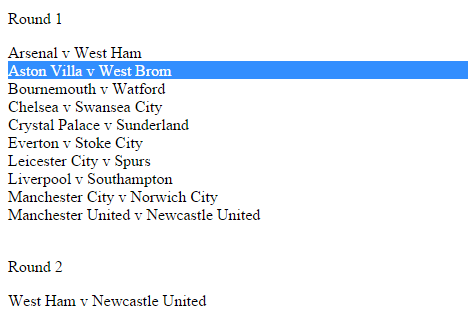 Round 1
Arsenal v West Ham
Aston Villa v West Brom
Bournemouth v Watford
Chelsea v Swansea City
Crystal Palace v Sunderland
Everton v Stoke City
Leicester City v Spurs
Liverpool v Southampton
Manchester City v Norwich City
Manchester United v Newcastle United
Round 2
West Ham v Newcastle United